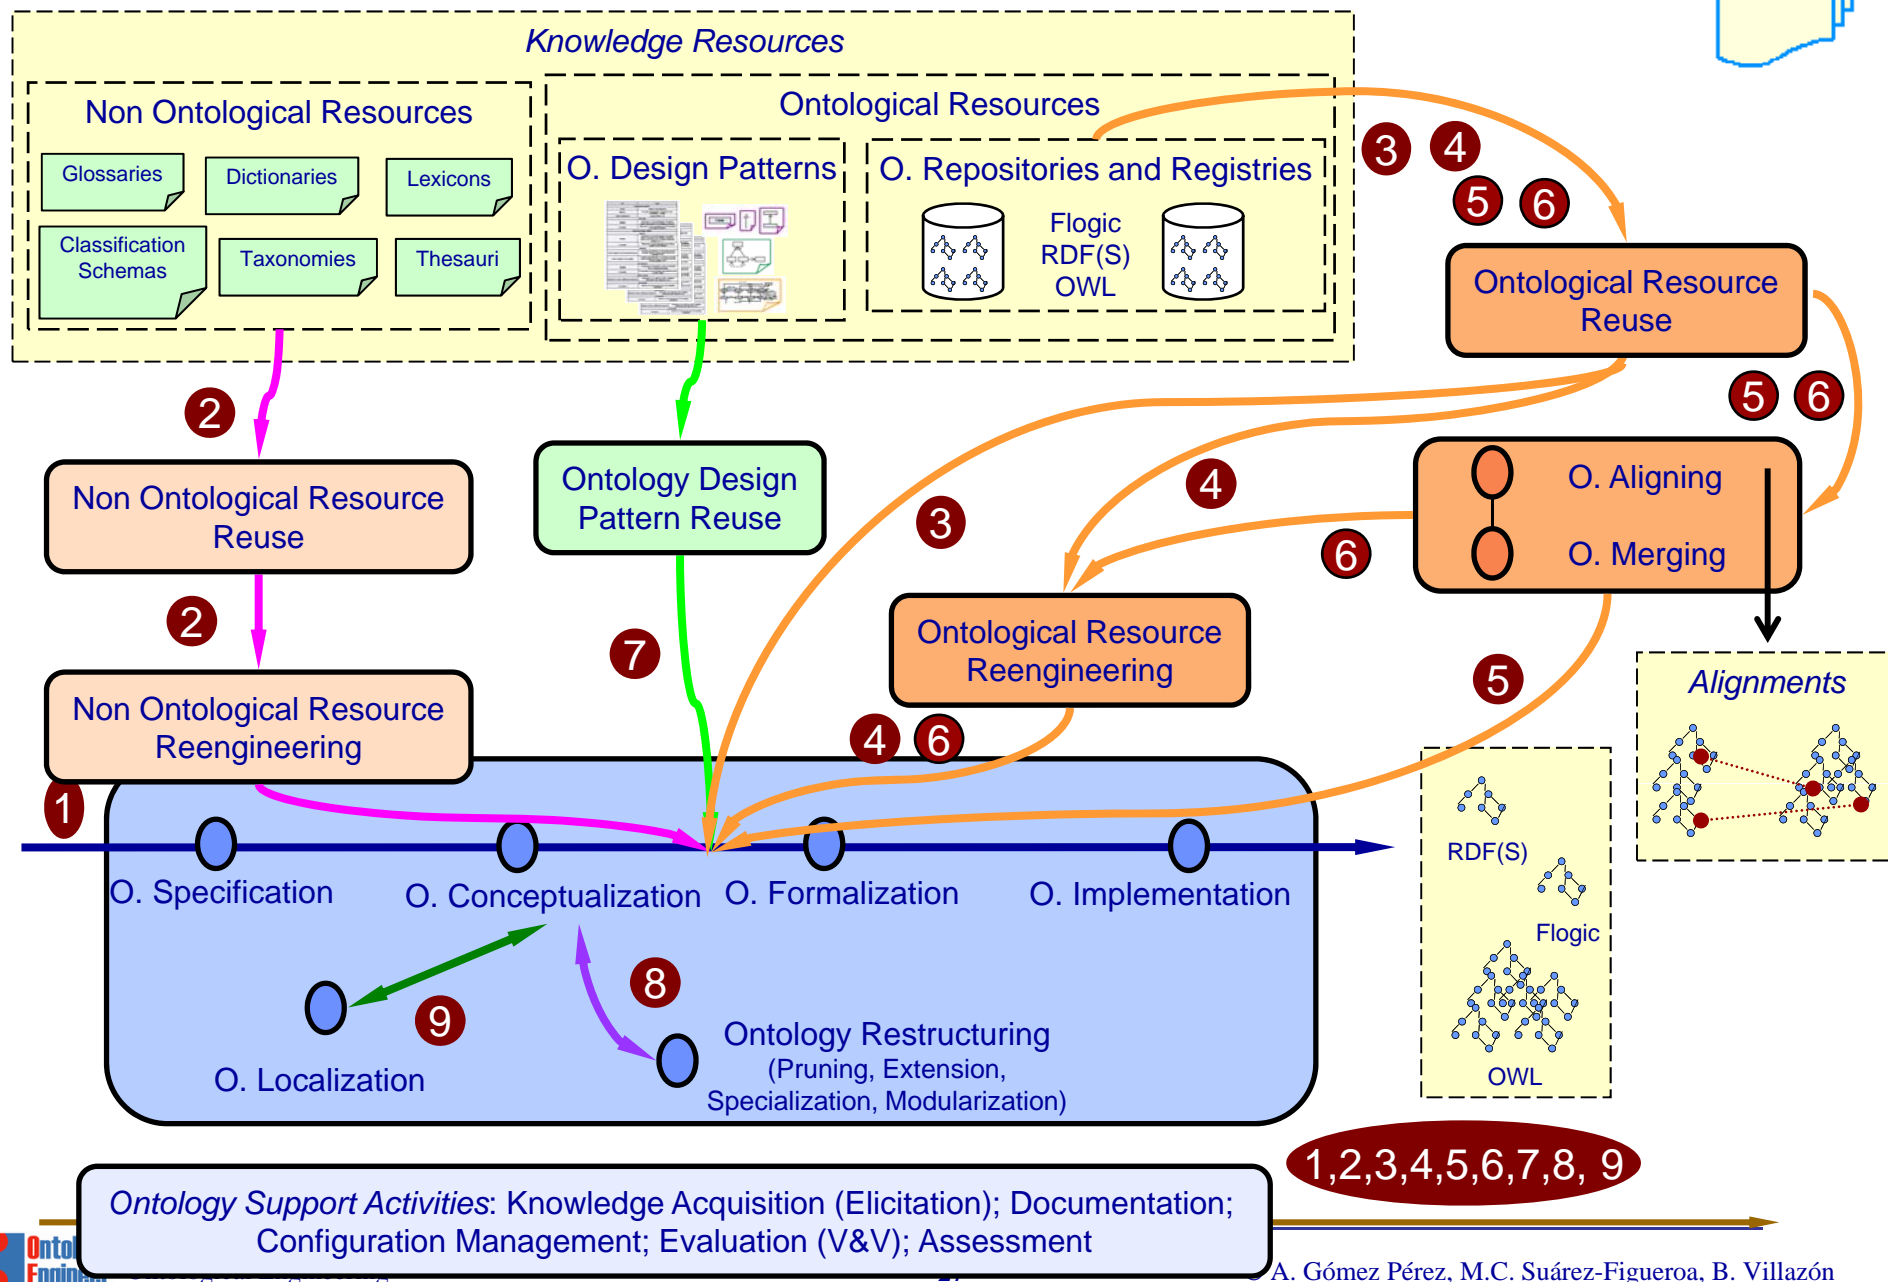 Knowledge Resources
Non Ontological Resources
Glossaries
Dictionaries
Lexicons
Classification
Schemas
Taxonomies
Thesauri
Ontological Resources
O. Design Patterns
O. Repositories and Registries
Flogic
RDF(S)
OWL
3
4
5
6
Ontological Resource
Reuse
5
6
2
Non Ontological Resource
Reuse
2
Non Ontological Resource
Reengineering
Ontology Design
Pattern Reuse
7
3
4
6
O. Aligning
O. Merging
Ontological Resource
Reengineering
4
6
5
Alignments
1
O. Specification
O. Conceptualization
O. Formalization
O. Implementation
9
8
O. Localization
Ontology Restructuring
(Pruning, Extension,
Specialization, Modularization)
RDF(S)
Flogic
OWL
1,2,3,4,5,6,7,8, 9
Ontology Support Activities: Knowledge Acquisition (Elicitation); Documentation;
Configuration Management; Evaluation (V&V); Assessment
A. Gómez Pérez, M.C. Suárez-Figueroa, B. Villazón